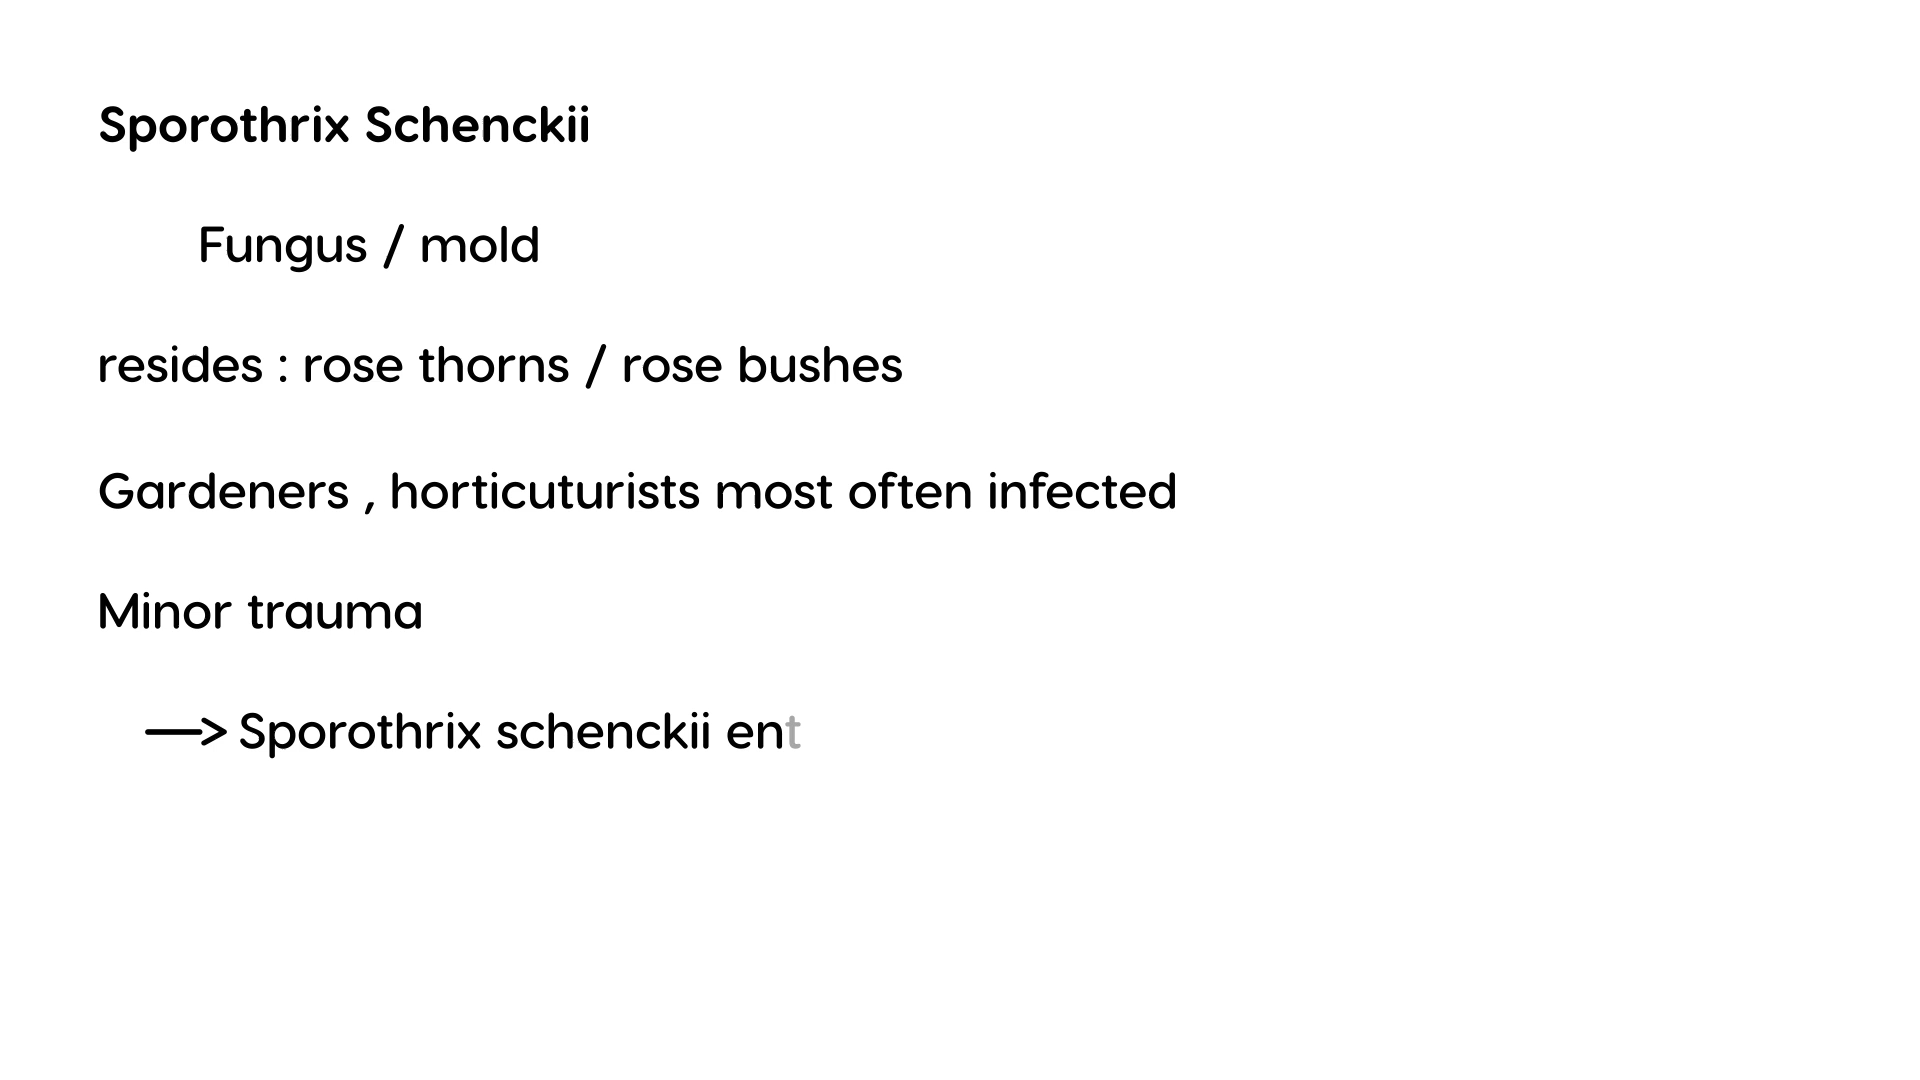 Sporothrix Schenckii
Fungus / mold
resides : rose thorns / rose bushes
Gardeners , horticuturists most often infected
Minor trauma
—> Sporothrix schenckii ent